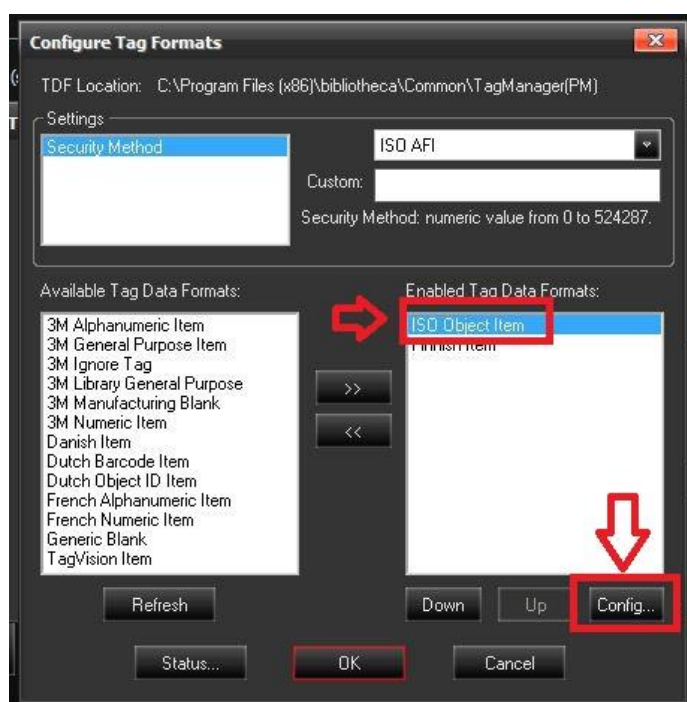 Configure Tag Formats
TDF Location: C:\Program Files (x86)\bibliotheca\Common\TagManager(PM)
Settings
Security Method
ISO AFI
Custom:
Security Method: numeric value from 0 to 524287.
Available Tag Data Formats:
Enabled Tag Data Formats:
3M Alphanumeric Item
3M General Purpose Item
3M Ignore Tag
3M Library General Purpose
3M Manufacturing Blank
3M Numeric Item
Danish Item
Dutch Barcode Item
Dutch Object ID Item
French Alphanumeric Item
French Numeric Item
Generic Blank
TagVision Item
>>
<<
ISO Object Item
Finnish Item
Refresh
Down
Up
Config...
Status...
OK
Cancel